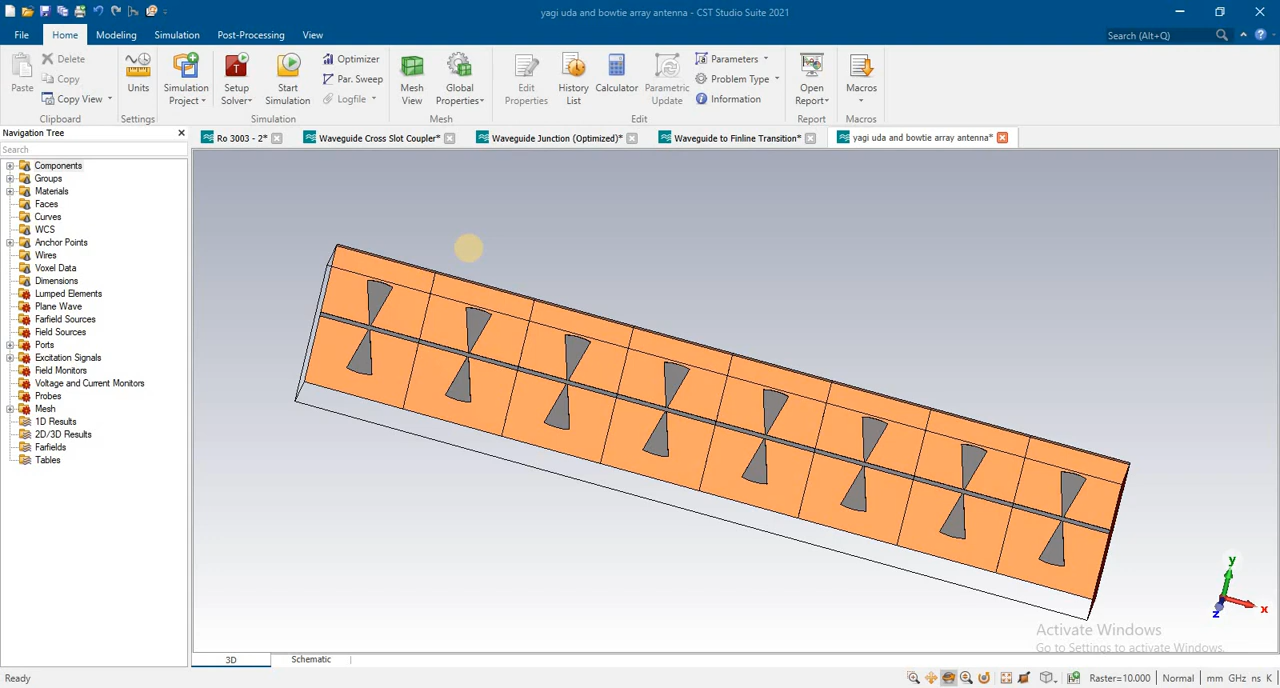 yagi uda and bowtie array antenna - CST Studio Suite 2021
File Home Modeling Simulation Post-Processing View Search (Alt+Q)
Paste Delete Copy Copy View Clipboard
Units Settings
Simulation Project Setup Solver Start Simulation Optimizer Par. Sweep Logfile Simulation
Mesh View Global Properties Mesh
Edit Properties History List Calculator Parametric Update Parameters Problem Type Information Edit
Open Report Report
Macros Macros
Navigation Tree
Ro 3003 - 2* Waveguide Cross Slot Coupler* Waveguide Junction (Optimized)* Waveguide to Finline Transition* yagi uda and bowtie array antenna*
Search
Components
Groups
Materials
Faces
Curves
WCS
Anchor Points
Wires
Voxel Data
Dimensions
Lumped Elements
Plane Wave
Farfield Sources
Field Sources
Ports
Excitation Signals
Field Monitors
Voltage and Current Monitors
Probes
Mesh
1D Results
2D/3D Results
Farfields
Tables
y
x
z
Activate Windows
Go to Settings to activate Windows.
3D Schematic
Ready Raster=10.000 Normal mm GHz ns K